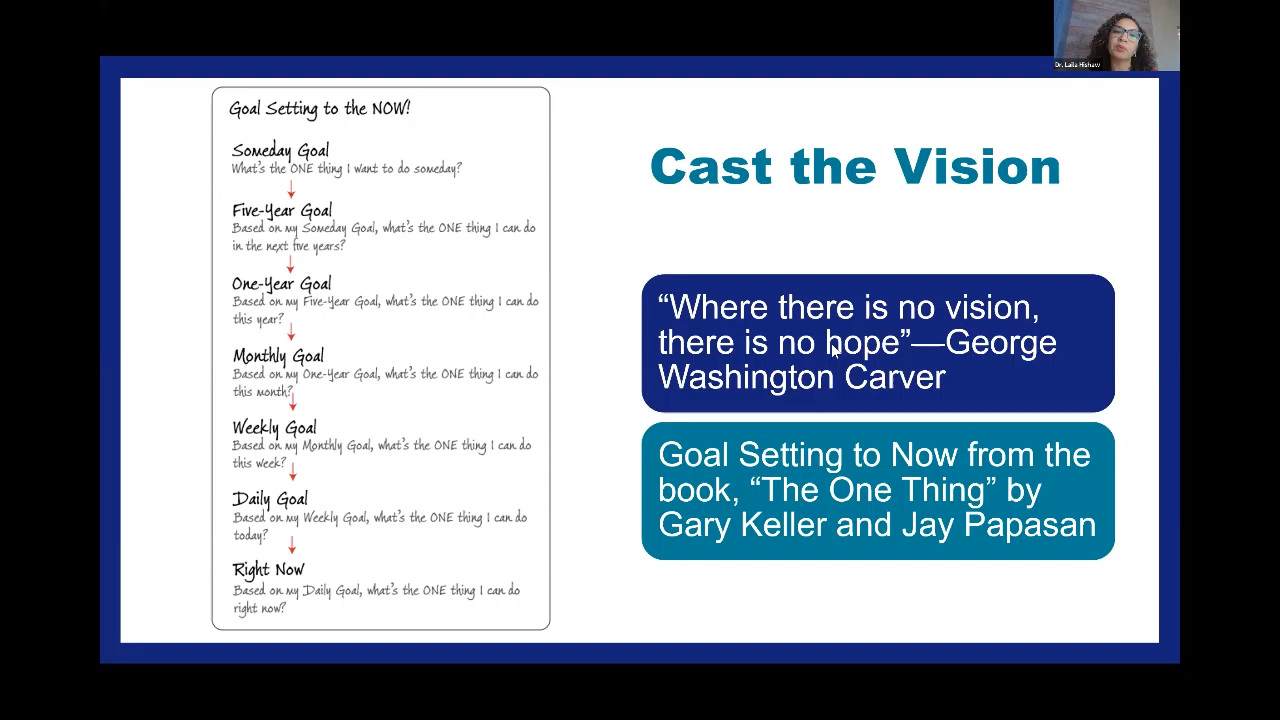 Dr. Laila Hishaw
Goal Setting to the NOW!
Someday Goal
What's the ONE thing I want to do someday?
Five-Year Goal
Based on my Someday Goal, what's the ONE thing I can do
in the next five years?
One-Year Goal
Based on my Five-Year Goal, what's the ONE thing I can do
this year?
Monthly Goal
Based on my One-Year Goal, what's the ONE thing I can do
this month?
Weekly Goal
Based on my Monthly Goal, what's the ONE thing I can do
this week?
Daily Goal
Based on my Weekly Goal, what's the ONE thing I can do
today?
Right Now
Based on my Daily Goal, what's the ONE thing I can do
right now?
Cast the Vision
“Where there is no vision,
there is no hope”—George
Washington Carver
Goal Setting to Now from the
book, “The One Thing” by
Gary Keller and Jay Papasan